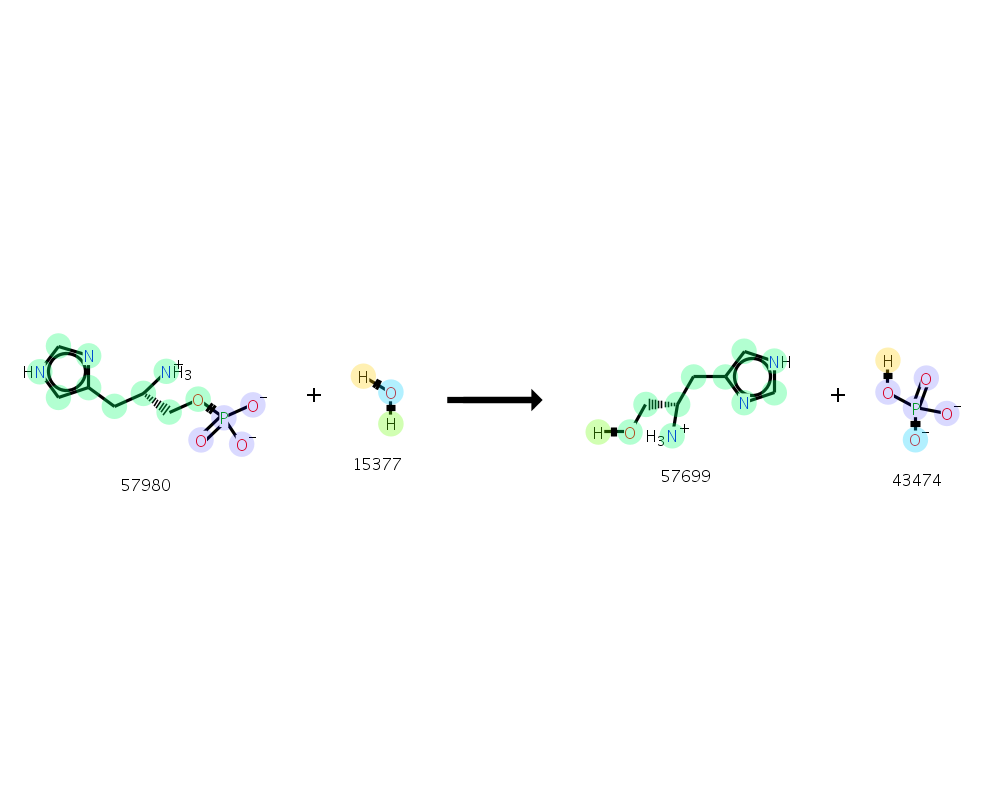 HN N NH3+ O P O− O O− + H O H H O H3N+ N NH + H O O P O− O−
57980 15377 57699 43474